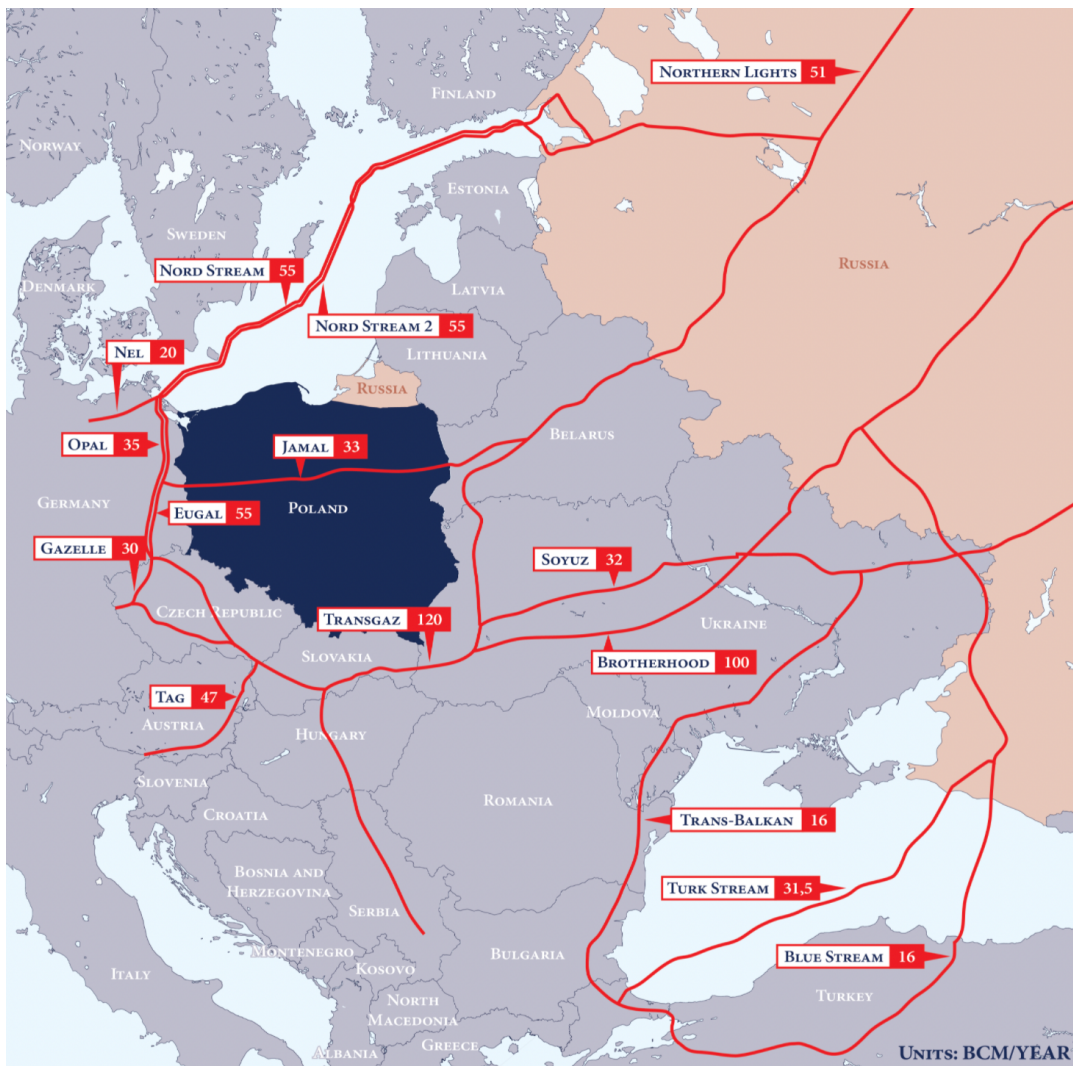 Northern Lights 51
Finland
Norway
Estonia
Sweden
Russia
Nord Stream 55
Denmark
Latvia
Nord Stream 2 55
Nel 20
Lithuania
Russia
Belarus
Opal 35
Jamal 33
Germany
Poland
Eugal 55
Gazelle 30
Soyuz 32
Czech Republic
Transgaz 120
Ukraine
Slovakia
Brotherhood 100
Tag 47
Moldova
Austria
Hungary
Slovenia
Romania
Croatia
Trans-Balkan 16
Bosnia and
Herzegovina
Turk Stream 31,5
Serbia
Montenegro
Bulgaria
Blue Stream 16
Kosovo
Italy
Turkey
North
Macedonia
Greece
Albania
Units: BCM/year